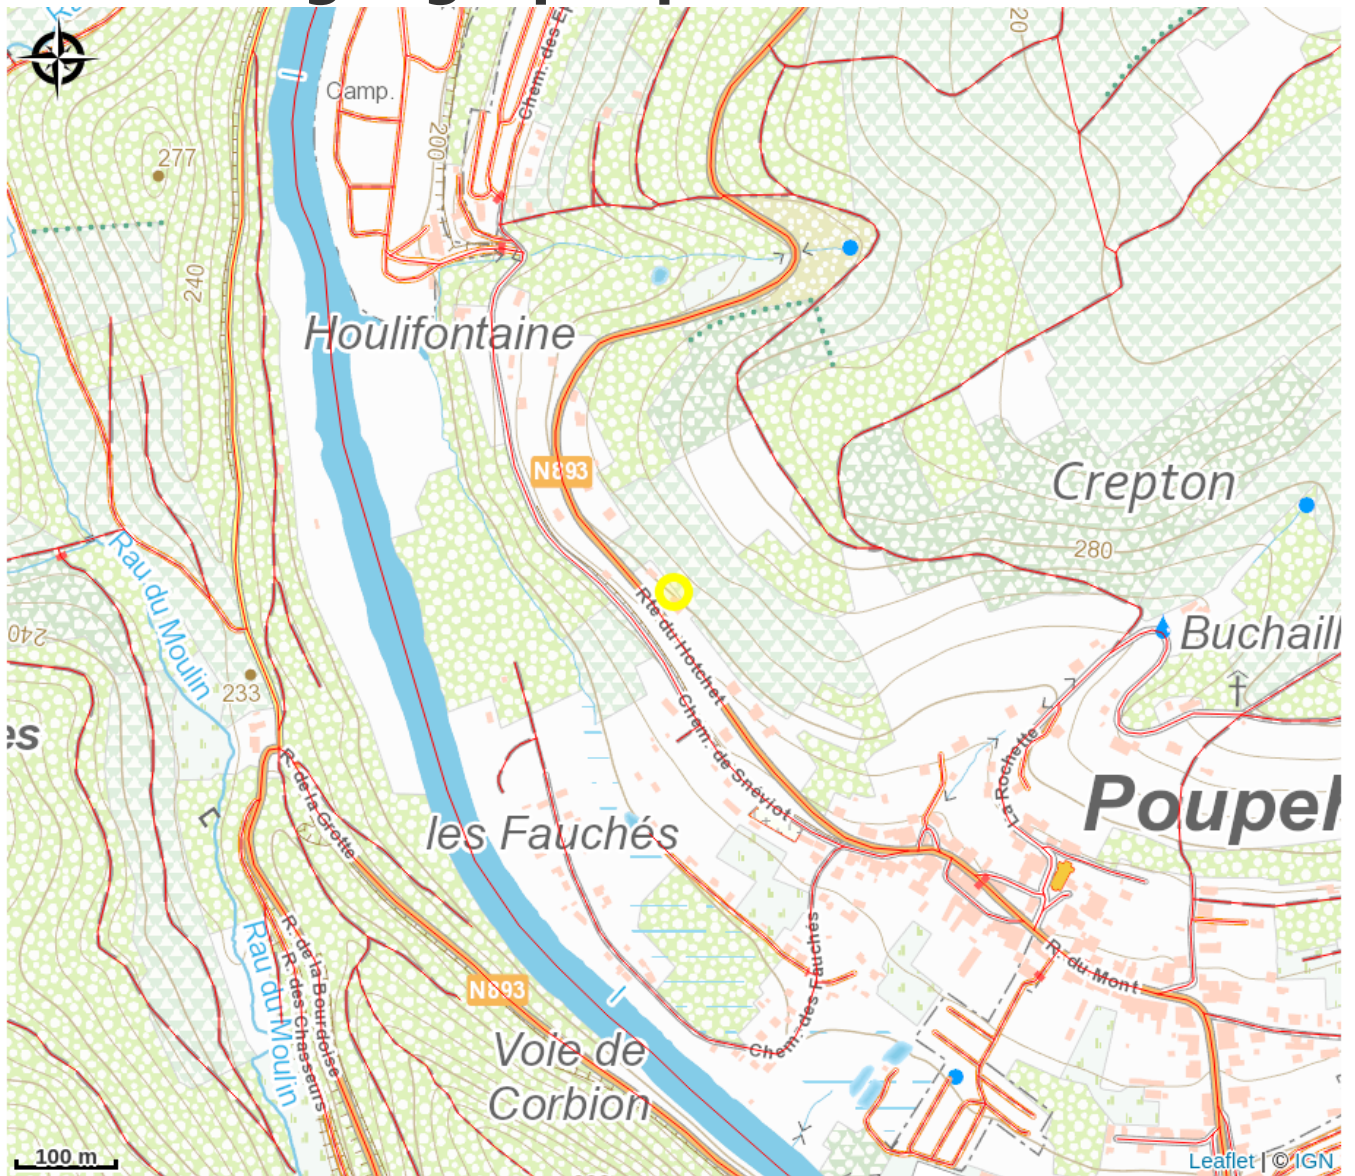 Camp.
Chem. des
20
277
200
240
Houlifontaine
N893
Crepton
280
Rau du Moulin
240
Rte. du Hotchet
Buchaill
233
es
Chem. de Snéviot
R. de la Grotte
La Rochette
Poupeh
les Fauchés
Chem. des Fauchés
R. de la Bourdoise
R. des Chasseurs
Rau du Moulin
R. du Mont
N893
Voie de
Corbion
100 m
Leaflet | © IGN